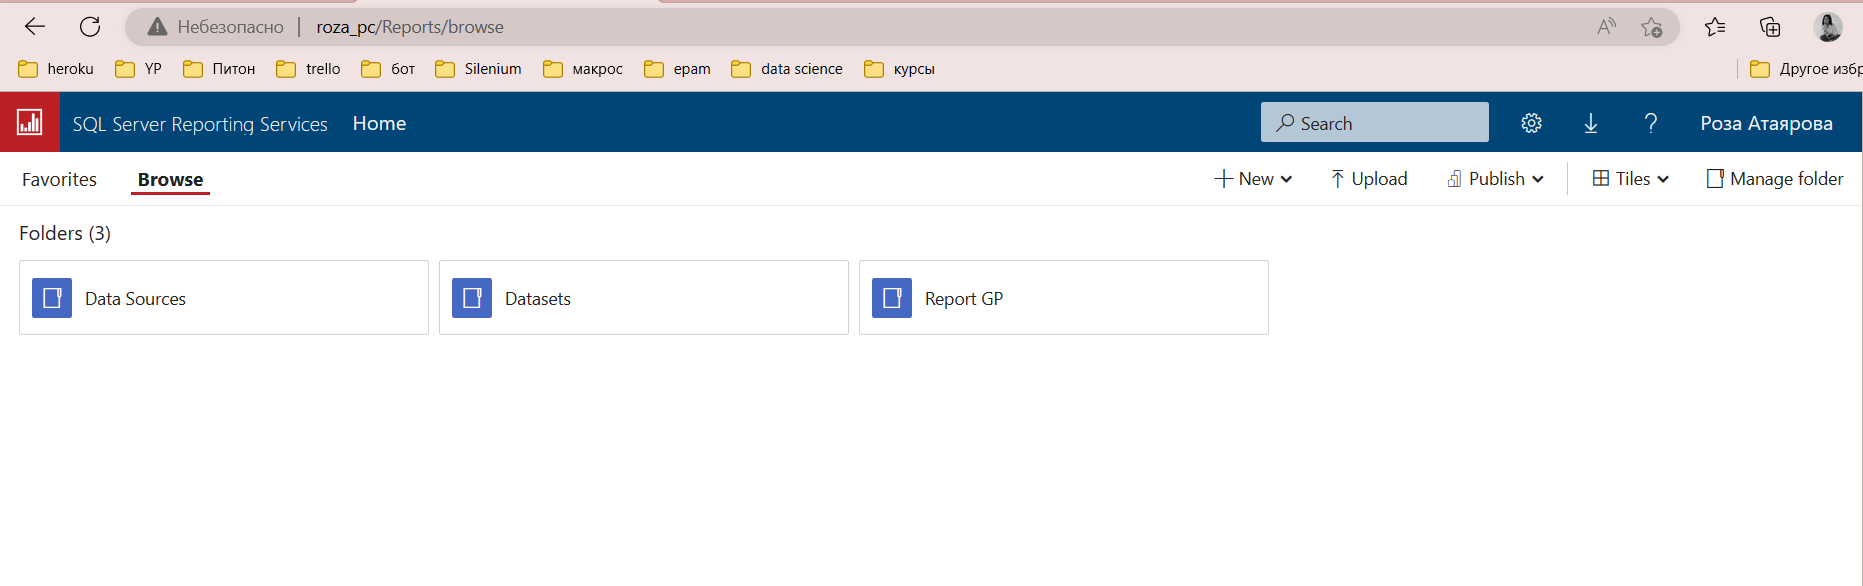 Небезопасно | roza_pc/Reports/browse
heroku YP Питон trello бот Silenium макрос epam data science курсы Другое избр
SQL Server Reporting Services Home Search ? Роза Атаярова
Favorites Browse New Upload Publish Tiles Manage folder
Folders (3)
Data Sources Datasets Report GP